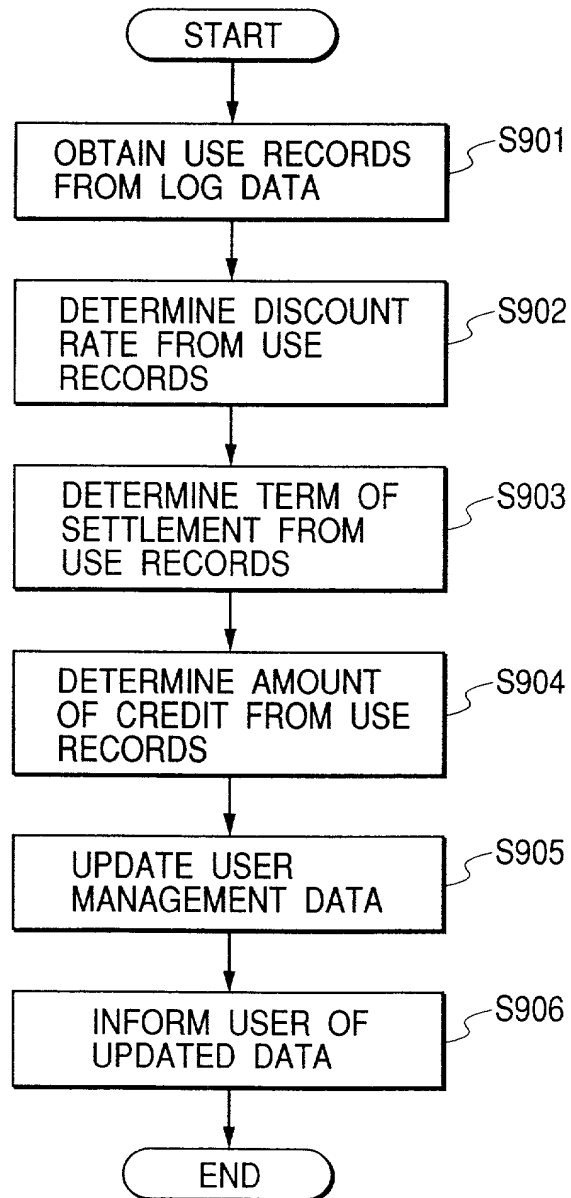 START
OBTAIN USE RECORDS
FROM LOG DATA
S901
DETERMINE DISCOUNT
RATE FROM USE
RECORDS
S902
DETERMINE TERM OF
SETTLEMENT FROM
USE RECORDS
S903
DETERMINE AMOUNT
OF CREDIT FROM USE
RECORDS
S904
UPDATE USER
MANAGEMENT DATA
S905
INFORM USER OF
UPDATED DATA
S906
END